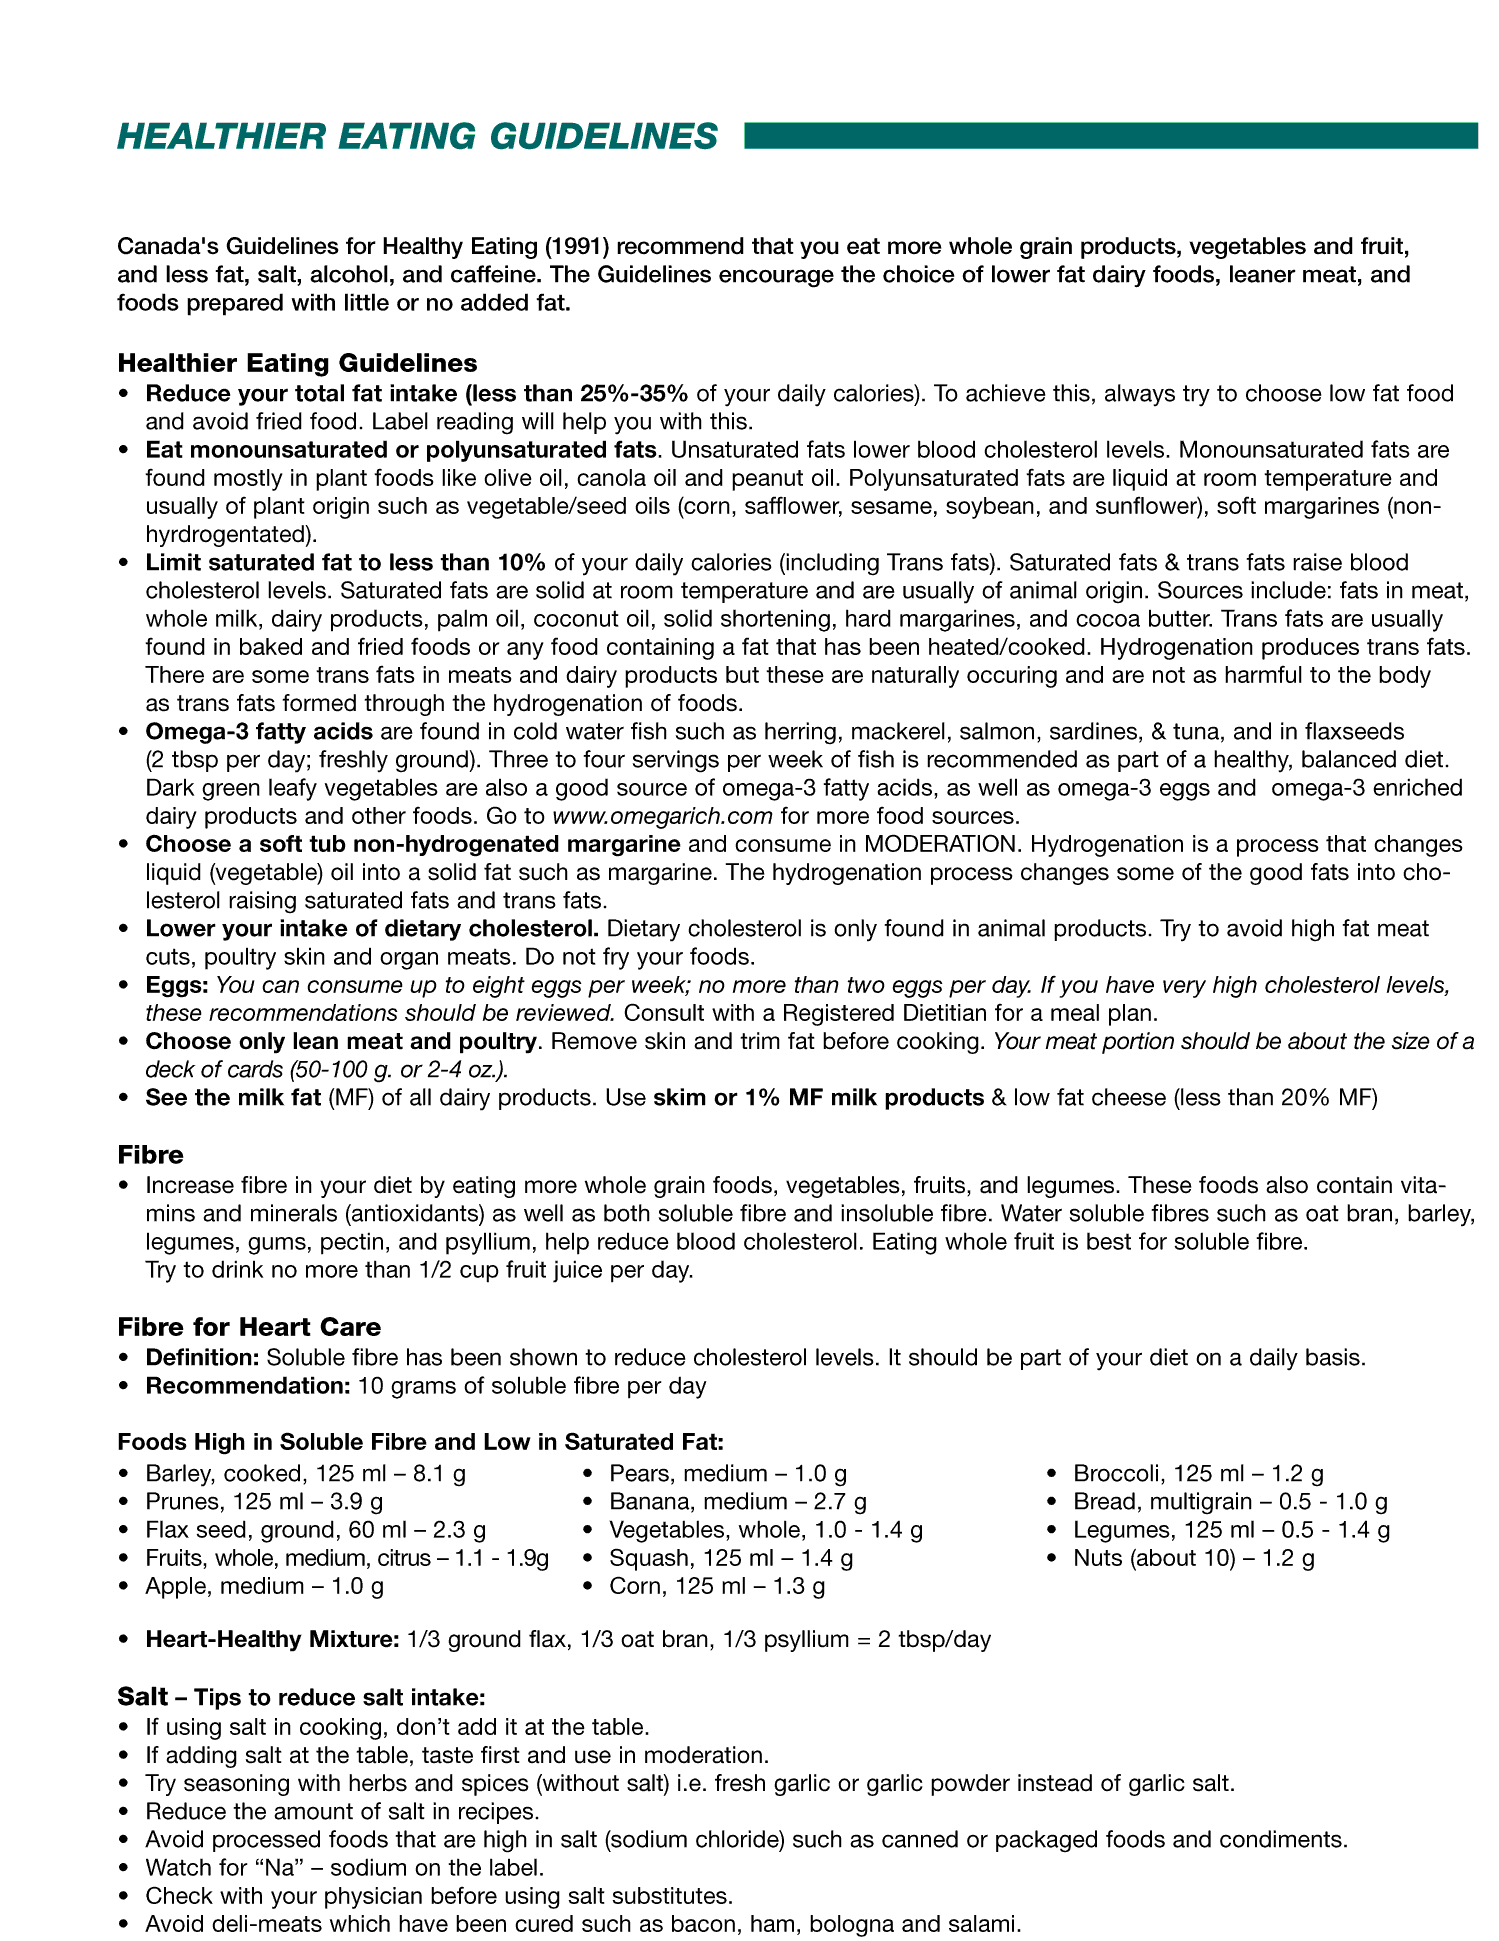 HEALTHIER EATING GUIDELINES
Canada's Guidelines for Healthy Eating (1991) recommend that you eat more whole grain products, vegetables and fruit,
and less fat, salt, alcohol, and caffeine. The Guidelines encourage the choice of lower fat dairy foods, leaner meat, and
foods prepared with little or no added fat.
Healthier Eating Guidelines
• Reduce your total fat intake (less than 25%-35% of your daily calories). To achieve this, always try to choose low fat food
and avoid fried food. Label reading will help you with this.
• Eat monounsaturated or polyunsaturated fats. Unsaturated fats lower blood cholesterol levels. Monounsaturated fats are
found mostly in plant foods like olive oil, canola oil and peanut oil. Polyunsaturated fats are liquid at room temperature and
usually of plant origin such as vegetable/seed oils (corn, safflower, sesame, soybean, and sunflower), soft margarines (non-
hyrdrogentated).
• Limit saturated fat to less than 10% of your daily calories (including Trans fats). Saturated fats & trans fats raise blood
cholesterol levels. Saturated fats are solid at room temperature and are usually of animal origin. Sources include: fats in meat,
whole milk, dairy products, palm oil, coconut oil, solid shortening, hard margarines, and cocoa butter. Trans fats are usually
found in baked and fried foods or any food containing a fat that has been heated/cooked. Hydrogenation produces trans fats.
There are some trans fats in meats and dairy products but these are naturally occuring and are not as harmful to the body
as trans fats formed through the hydrogenation of foods.
• Omega-3 fatty acids are found in cold water fish such as herring, mackerel, salmon, sardines, & tuna, and in flaxseeds
(2 tbsp per day; freshly ground). Three to four servings per week of fish is recommended as part of a healthy, balanced diet.
Dark green leafy vegetables are also a good source of omega-3 fatty acids, as well as omega-3 eggs and omega-3 enriched
dairy products and other foods. Go to www.omegarich.com for more food sources.
• Choose a soft tub non-hydrogenated margarine and consume in MODERATION. Hydrogenation is a process that changes
liquid (vegetable) oil into a solid fat such as margarine. The hydrogenation process changes some of the good fats into cho-
lesterol raising saturated fats and trans fats.
• Lower your intake of dietary cholesterol. Dietary cholesterol is only found in animal products. Try to avoid high fat meat
cuts, poultry skin and organ meats. Do not fry your foods.
• Eggs: You can consume up to eight eggs per week; no more than two eggs per day. If you have very high cholesterol levels,
these recommendations should be reviewed. Consult with a Registered Dietitian for a meal plan.
• Choose only lean meat and poultry. Remove skin and trim fat before cooking. Your meat portion should be about the size of a
deck of cards (50-100 g. or 2-4 oz.).
• See the milk fat (MF) of all dairy products. Use skim or 1% MF milk products & low fat cheese (less than 20% MF)
Fibre
• Increase fibre in your diet by eating more whole grain foods, vegetables, fruits, and legumes. These foods also contain vita-
mins and minerals (antioxidants) as well as both soluble fibre and insoluble fibre. Water soluble fibres such as oat bran, barley,
legumes, gums, pectin, and psyllium, help reduce blood cholesterol. Eating whole fruit is best for soluble fibre.
Try to drink no more than 1/2 cup fruit juice per day.
Fibre for Heart Care
• Definition: Soluble fibre has been shown to reduce cholesterol levels. It should be part of your diet on a daily basis.
• Recommendation: 10 grams of soluble fibre per day
Foods High in Soluble Fibre and Low in Saturated Fat:
• Barley, cooked, 125 ml – 8.1 g
• Prunes, 125 ml – 3.9 g
• Flax seed, ground, 60 ml – 2.3 g
• Fruits, whole, medium, citrus – 1.1 - 1.9g
• Apple, medium – 1.0 g
• Pears, medium – 1.0 g
• Banana, medium – 2.7 g
• Vegetables, whole, 1.0 - 1.4 g
• Squash, 125 ml – 1.4 g
• Corn, 125 ml – 1.3 g
• Broccoli, 125 ml – 1.2 g
• Bread, multigrain – 0.5 - 1.0 g
• Legumes, 125 ml – 0.5 - 1.4 g
• Nuts (about 10) – 1.2 g
• Heart-Healthy Mixture: 1/3 ground flax, 1/3 oat bran, 1/3 psyllium = 2 tbsp/day
Salt – Tips to reduce salt intake:
• If using salt in cooking, don’t add it at the table.
• If adding salt at the table, taste first and use in moderation.
• Try seasoning with herbs and spices (without salt) i.e. fresh garlic or garlic powder instead of garlic salt.
• Reduce the amount of salt in recipes.
• Avoid processed foods that are high in salt (sodium chloride) such as canned or packaged foods and condiments.
• Watch for “Na” – sodium on the label.
• Check with your physician before using salt substitutes.
• Avoid deli-meats which have been cured such as bacon, ham, bologna and salami.